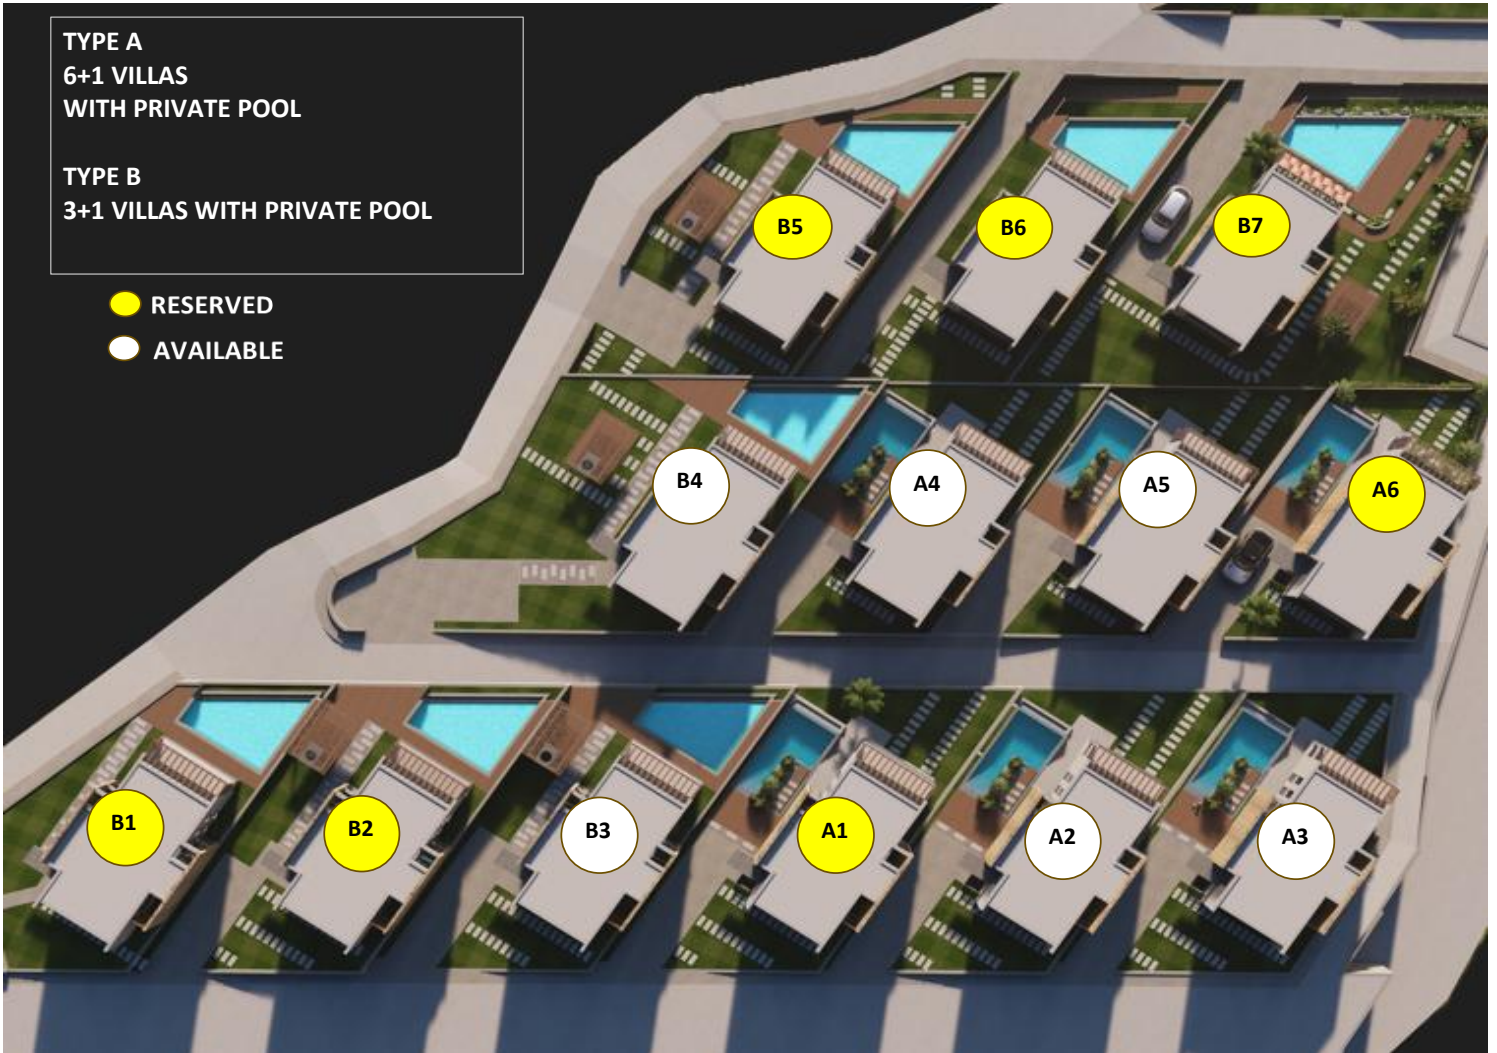 TYPE A
6+1 VILLAS
WITH PRIVATE POOL
TYPE B
3+1 VILLAS WITH PRIVATE POOL
RESERVED
AVAILABLE
B5
B6
B7
B4
A4
A5
A6
B1
B2
B3
A1
A2
A3